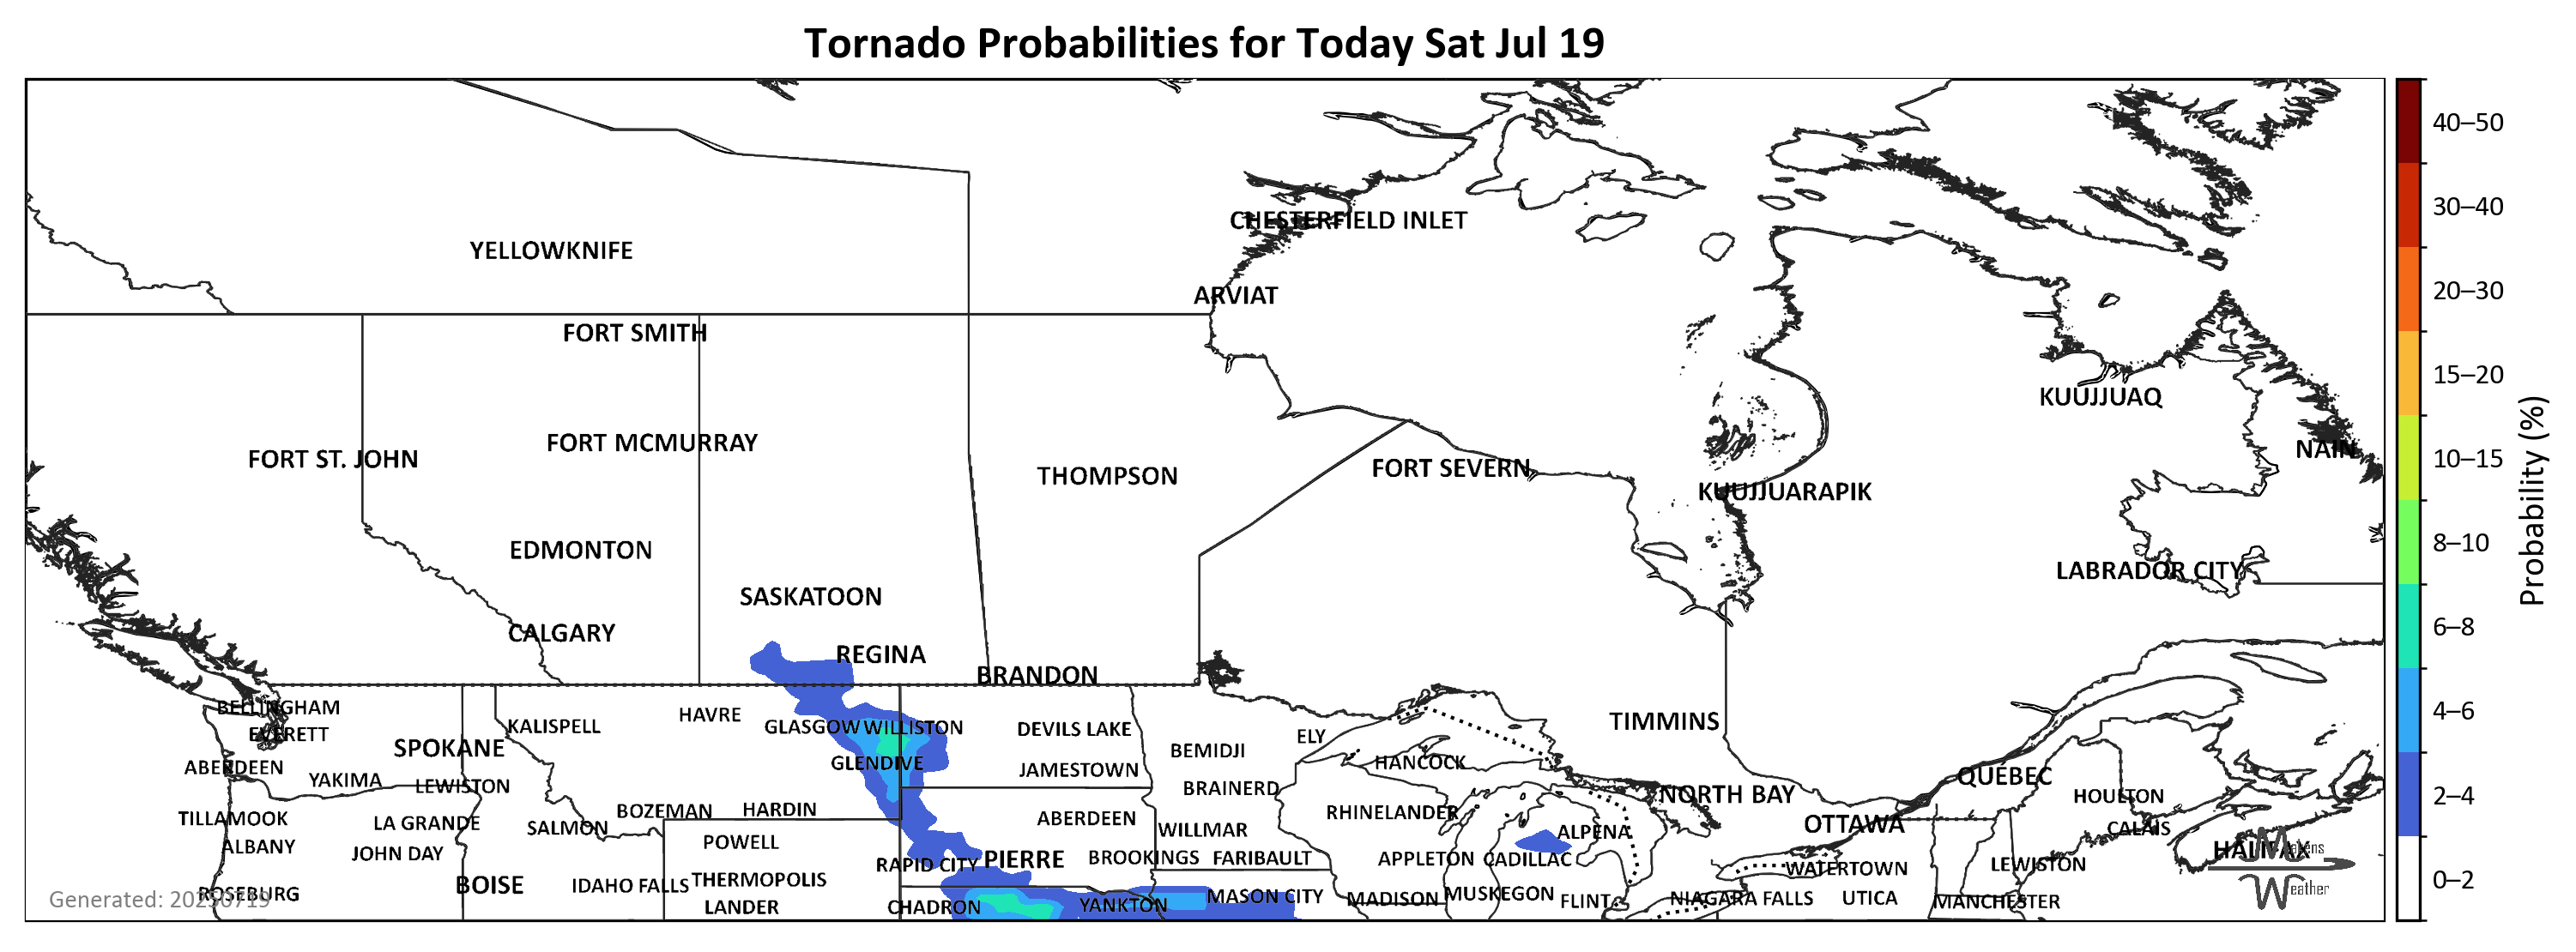 Tornado Probabilities for Today Sat Jul 19
CHESTERFIELD INLET
YELLOWKNIFE
ARVIAT
FORT SMITH
KUUJJUAQ
FORT MCMURRAY
NAIN
FORT ST. JOHN
FORT SEVERN
THOMPSON
KUUJJUARAPIK
EDMONTON
LABRADOR CITY
SASKATOON
CALGARY
REGINA
BRANDON
BELLINGHAM
HAVRE
KALISPELL
GLASGOW WILLISTON
DEVILS LAKE
TIMMINS
EVERETT
ELY
SPOKANE
BEMIDJI
ABERDEEN
GLENDIVE
JAMESTOWN
HANCOCK
YAKIMA
LEWISTON
BRAINERD
QUÉBEC
NORTH BAY
HOULTON
BOZEMAN
HARDIN
RHINELANDER
TILLAMOOK
LA GRANDE
SALMON
ABERDEEN
WILLMAR
ALPENA
OTTAWA
CALAIS
ALBANY
JOHN DAY
POWELL
RAPID CITY
PIERRE
BROOKINGS
FARIBAULT
APPLETON
CADILLAC
WATERTOWN
LEWISTON
HALIFAX
BOISE
IDAHO FALLS
THERMOPOLIS
ROSEBURG
LANDER
CHADRON
YANKTON
MASON CITY
MADISON
MUSKEGON
FLINT
NIAGARA FALLS
UTICA
MANCHESTER
eather
Generated: 20250719
40–50
30–40
20–30
15–20
10–15
8–10
6–8
4–6
2–4
0–2
Probability (%)